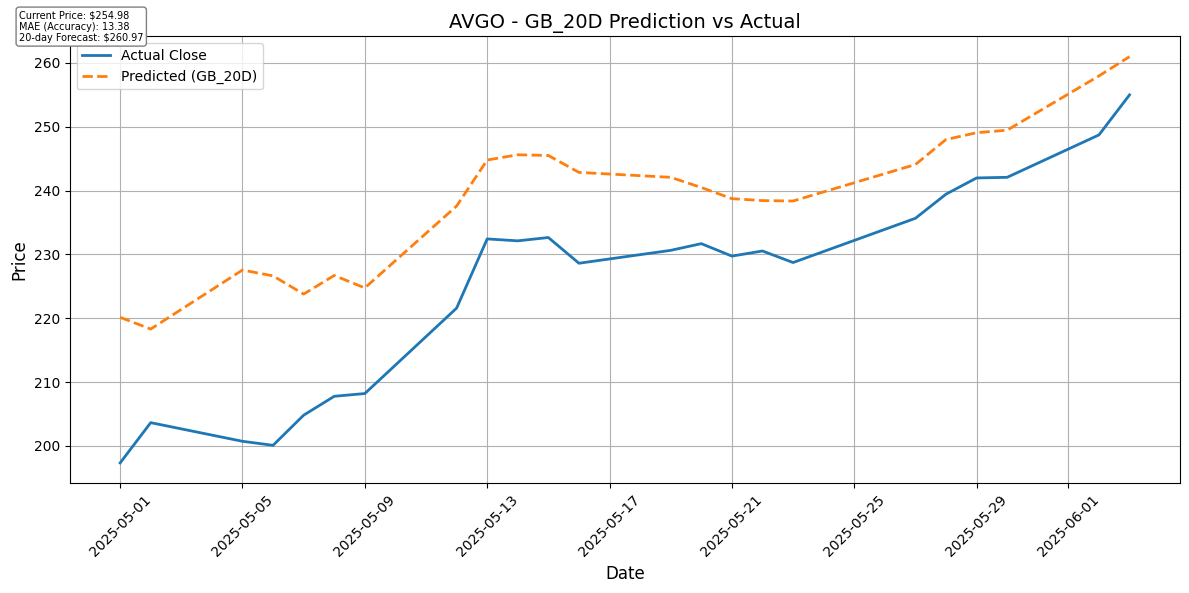 AVGO - GB_20D Prediction vs Actual
Current Price: $254.98
MAE (Accuracy): 13.38
20-day Forecast: $260.97
Actual Close
Predicted (GB_20D)
Price
260
250
240
230
220
210
200
2025-05-01
2025-05-05
2025-05-09
2025-05-13
2025-05-17
2025-05-21
2025-05-25
2025-05-29
2025-06-01
Date